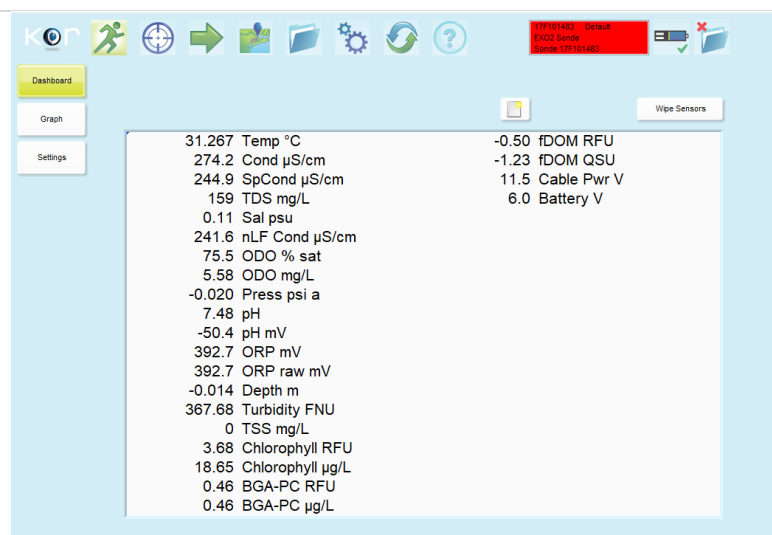 KOr
17F101483 Default
EXO2 Sonde
Sonde 17F101483
Dashboard
Graph
Settings
Wipe Sensors
31.267 Temp °C
274.2 Cond µS/cm
244.9 SpCond µS/cm
159 TDS mg/L
0.11 Sal psu
241.6 nLF Cond µS/cm
75.5 ODO % sat
5.58 ODO mg/L
-0.020 Press psi a
7.48 pH
-50.4 pH mV
392.7 ORP mV
392.7 ORP raw mV
-0.014 Depth m
367.68 Turbidity FNU
0 TSS mg/L
3.68 Chlorophyll RFU
18.65 Chlorophyll µg/L
0.46 BGA-PC RFU
0.46 BGA-PC µg/L
-0.50 fDOM RFU
-1.23 fDOM QSU
11.5 Cable Pwr V
6.0 Battery V